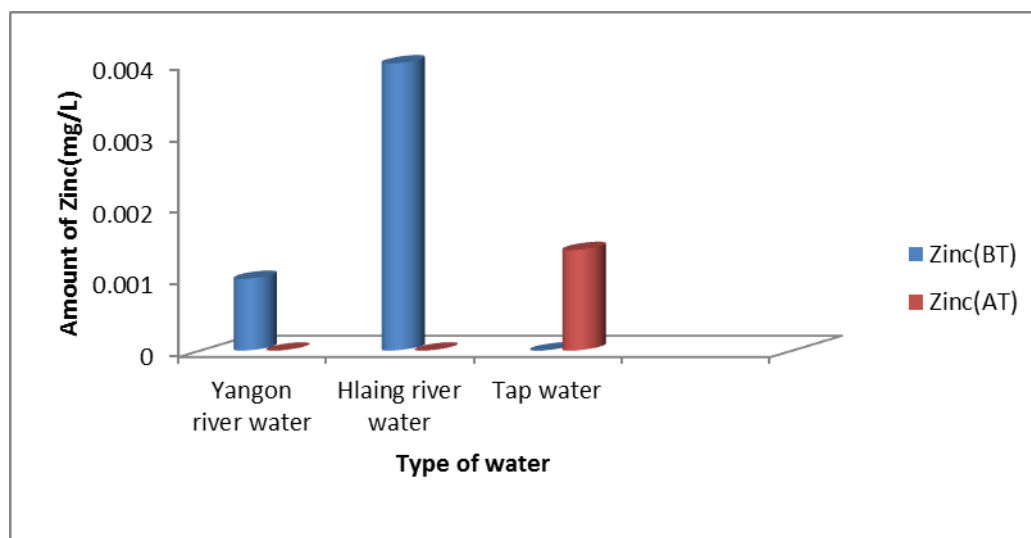 Amount of Zinc(mg/L)
0.004
0.003
0.002
0.001
0
Yangon
river water
Hlaing river
water
Tap water
Type of water
Zinc(BT)
Zinc(AT)